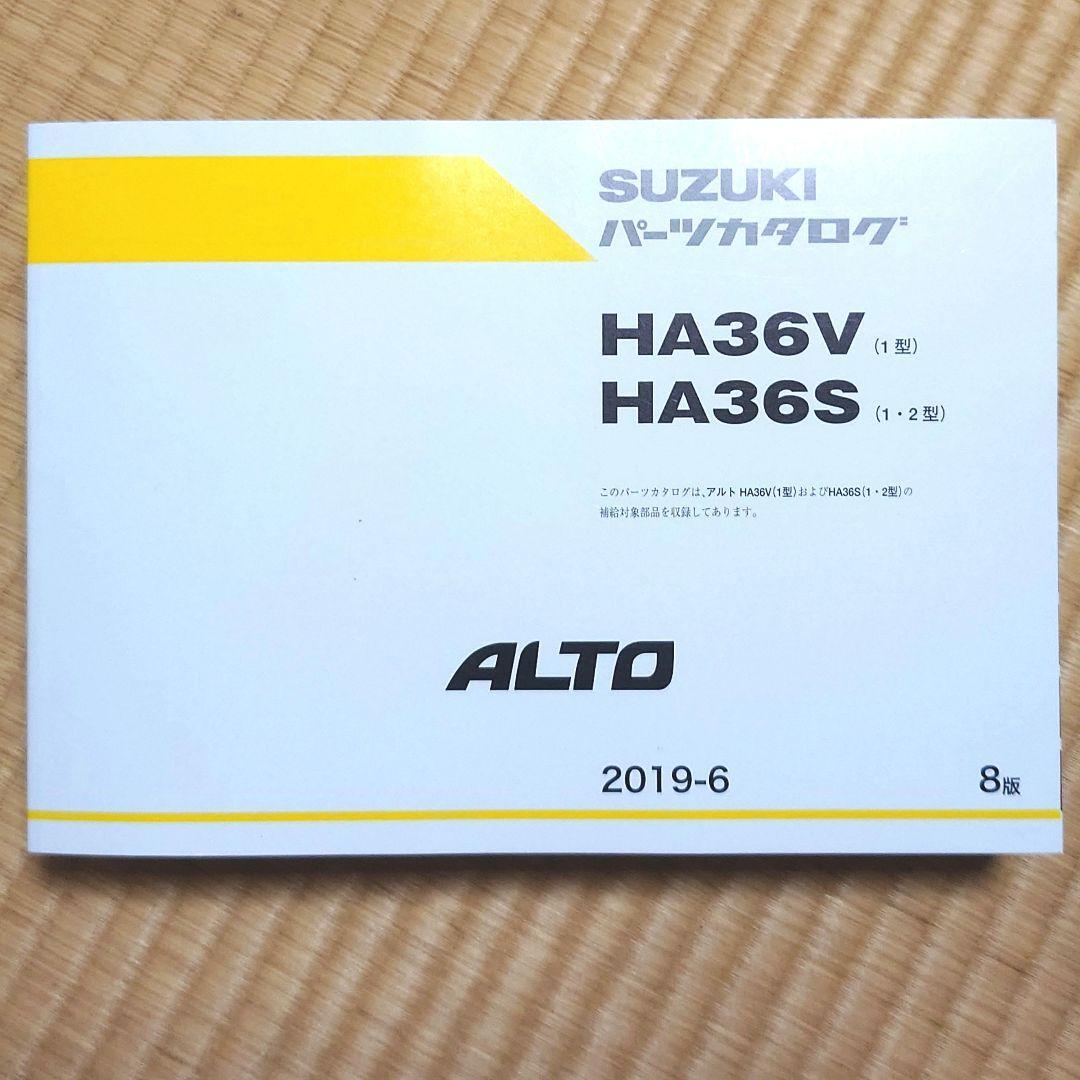 SUZUKI
パーツカタログ
HA36V (1型)
HA36S (1・2型)
このパーツカタログは、アルト HA36V(1型)およびHA36S(1・2型)の
補給対象部品を収録してあります。
ALTO
2019-6 8版